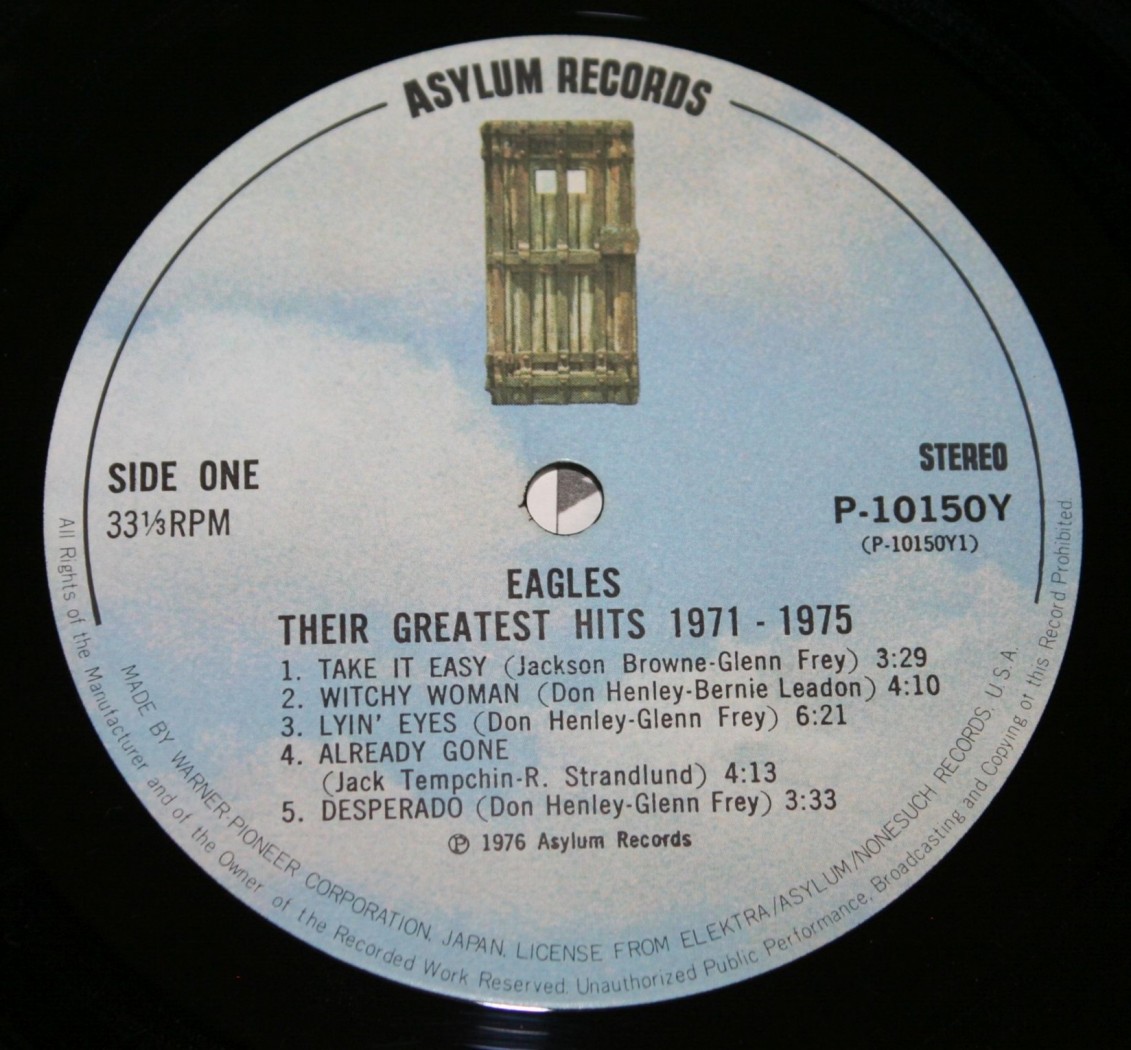 ASYLUM RECORDS
SIDE ONE
33⅓RPM
STEREO
P-10150Y
(P-10150Y1)
EAGLES
THEIR GREATEST HITS 1971 - 1975
1. TAKE IT EASY (Jackson Browne-Glenn Frey) 3:29
2. WITCHY WOMAN (Don Henley-Bernie Leadon) 4:10
3. LYIN' EYES (Don Henley-Glenn Frey) 6:21
4. ALREADY GONE
(Jack Tempchin-R. Strandlund) 4:13
5. DESPERADO (Don Henley-Glenn Frey) 3:33
℗ 1976 Asylum Records
MADE BY WARNER-PIONEER CORPORATION, JAPAN, LICENSE FROM ELEKTRA/ASYLUM/NONESUCH RECORDS, U.S.A.
All Rights of the Manufacturer and of the Owner of the Recorded Work Reserved. Unauthorized Public Performance, Broadcasting and Copying of this Record Prohibited